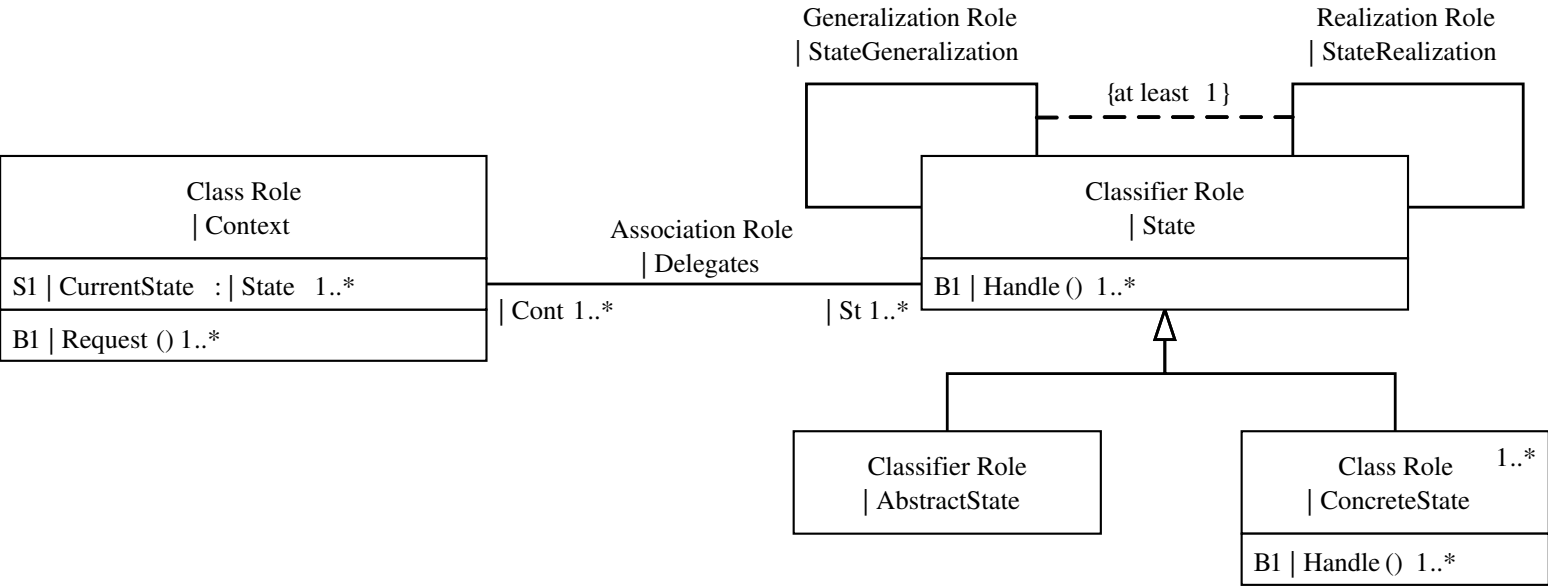 Generalization Role
| StateGeneralization
Realization Role
| StateRealization
{at least 1}
Class Role
| Context
S1 | CurrentState : | State 1..*
B1 | Request () 1..*
Association Role
| Delegates
| Cont 1..*
| St 1..*
Classifier Role
| State
B1 | Handle () 1..*
Classifier Role
| AbstractState
Class Role 1..*
| ConcreteState
B1 | Handle () 1..*